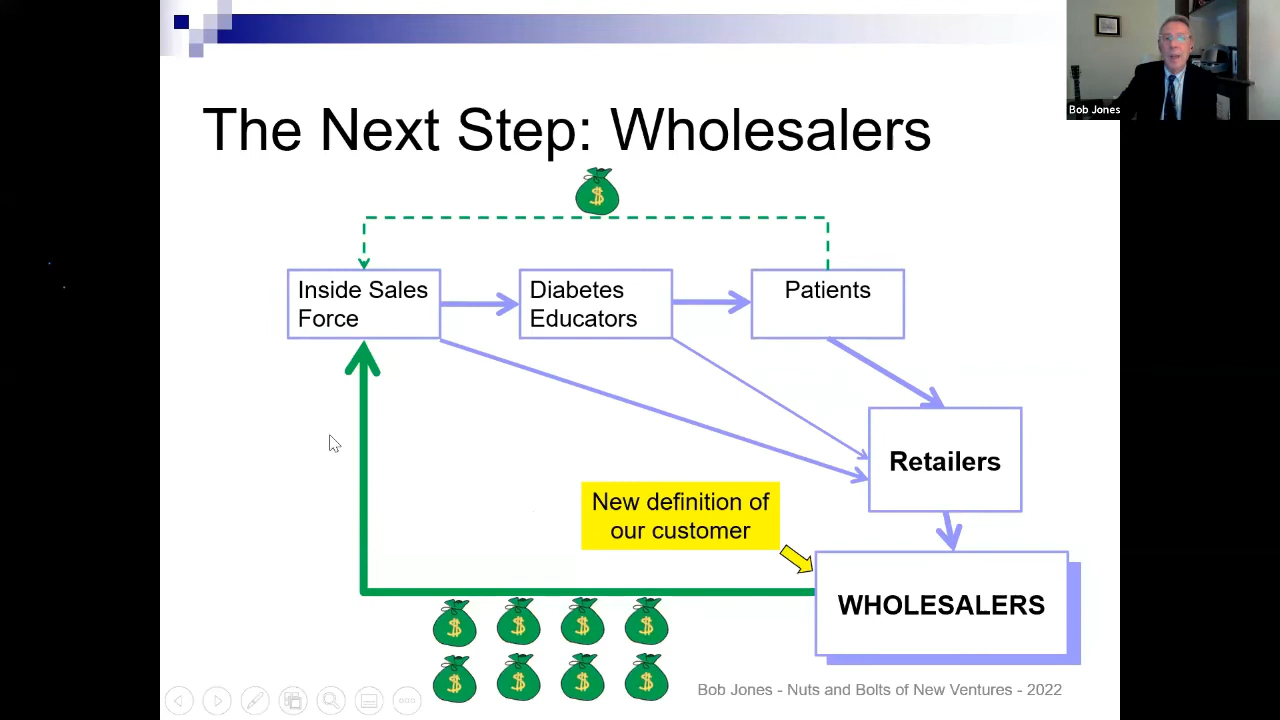 Bob Jones
The Next Step: Wholesalers
$
Inside Sales
Force
Diabetes
Educators
Patients
Retailers
New definition of
our customer
WHOLESALERS
$ $ $ $
$ $ $ $
Bob Jones - Nuts and Bolts of New Ventures - 2022